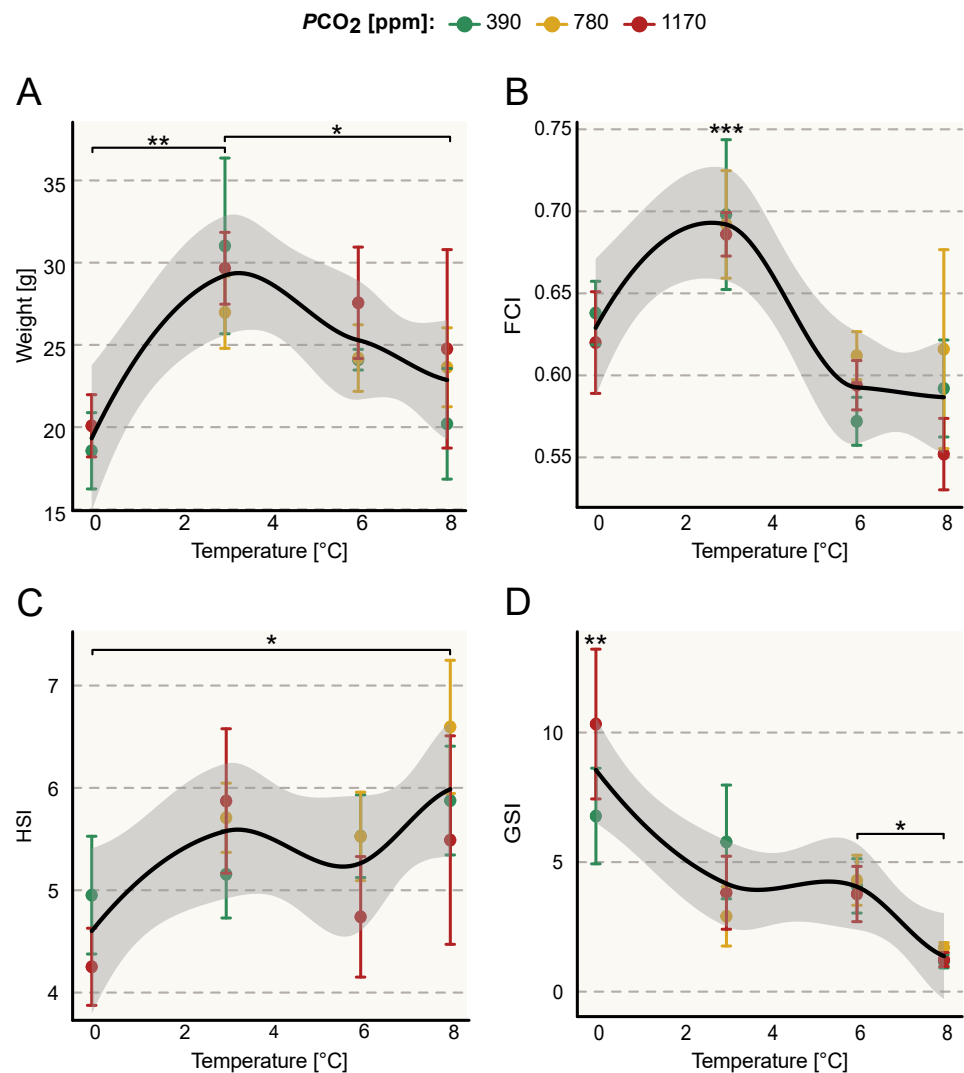 PCO2 [ppm]: 390 780 1170
A
** *
Weight [g]
35
30
25
20
15
0 2 4 6 8
Temperature [°C]
B
***
FCI
0.75
0.70
0.65
0.60
0.55
0 2 4 6 8
Temperature [°C]
C
*
HSI
7
6
5
4
0 2 4 6 8
Temperature [°C]
D
**
*
GSI
10
5
0
0 2 4 6 8
Temperature [°C]